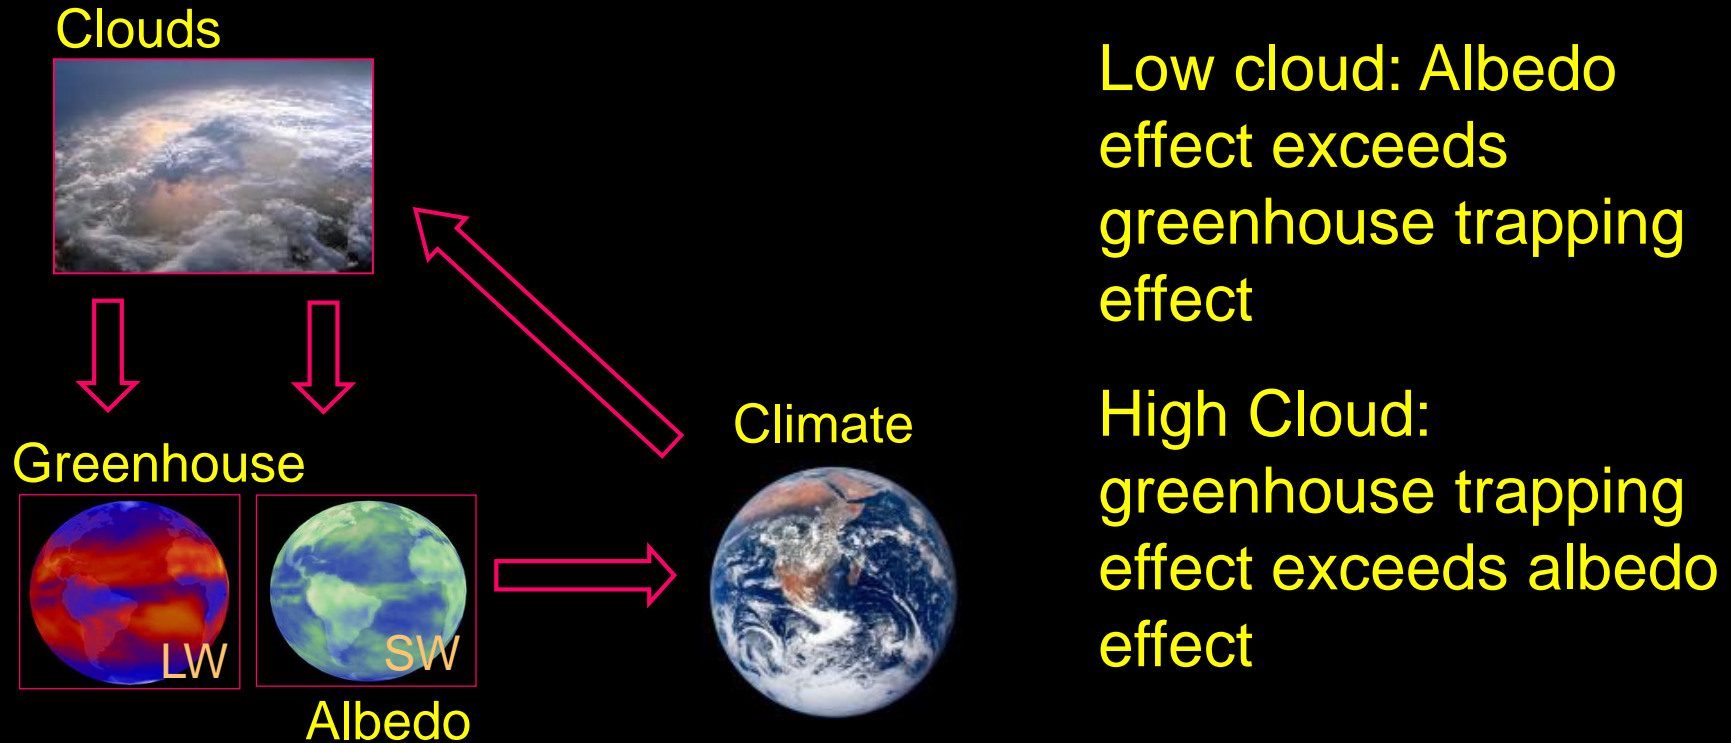 Clouds
Greenhouse
LW
SW
Albedo
Climate
Low cloud: Albedo
effect exceeds
greenhouse trapping
effect
High Cloud:
greenhouse trapping
effect exceeds albedo
effect